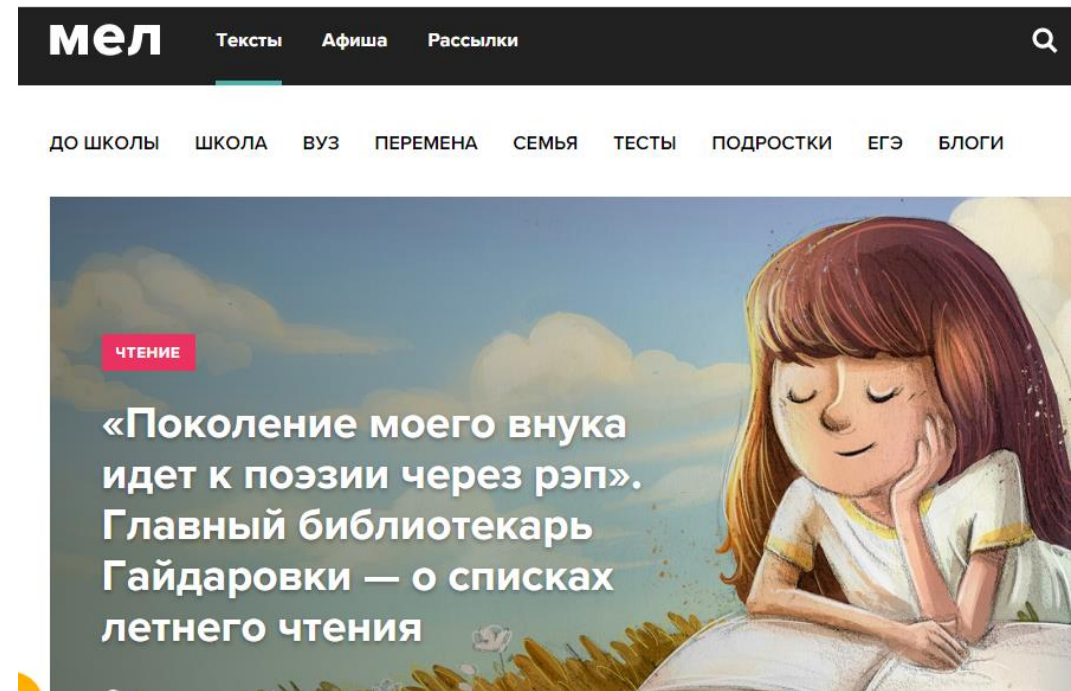 мел
Тексты Афиша Рассылки
ДО ШКОЛЫ ШКОЛА ВУЗ ПЕРЕМЕНА СЕМЬЯ ТЕСТЫ ПОДРОСТКИ ЕГЭ БЛОГИ
ЧТЕНИЕ
«Поколение моего внука
идет к поэзии через рэп».
Главный библиотекарь
Гайдаровки — о списках
летнего чтения